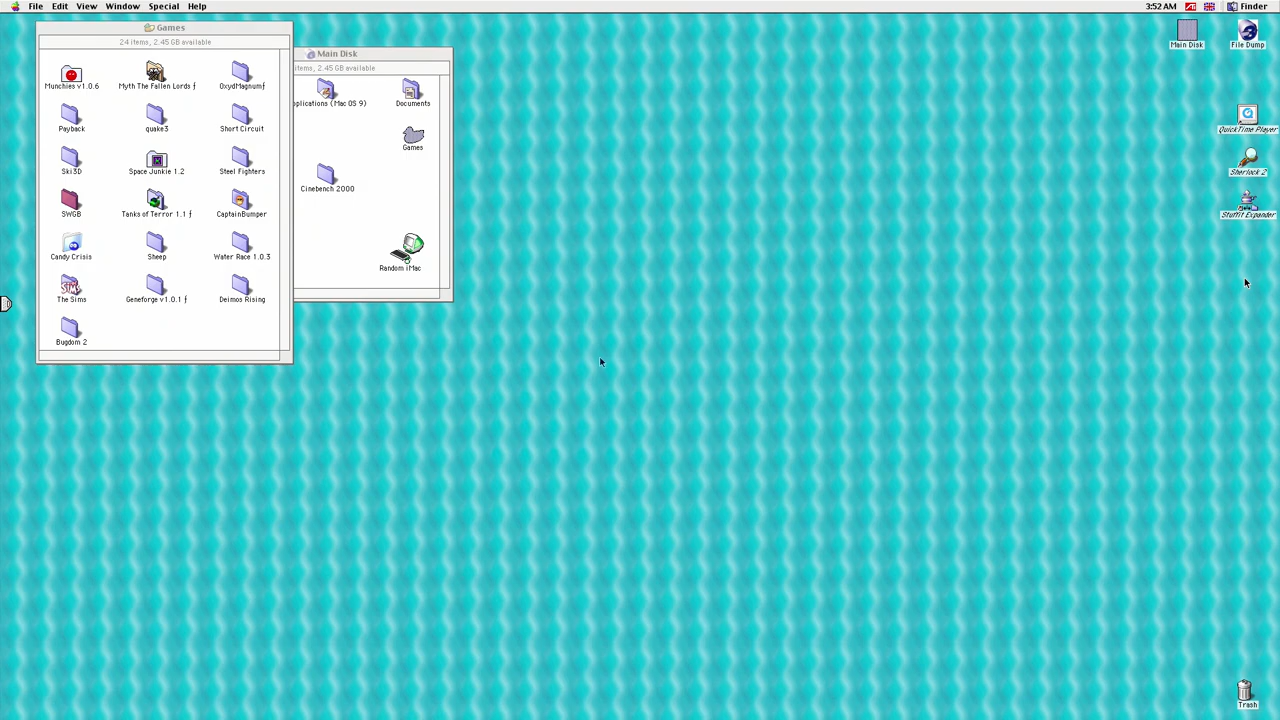 File Edit View Window Special Help
3:52 AM
Finder
Games
24 items, 2.45 GB available
Munchies v1.0.6
Myth The Fallen Lords ƒ
OxydMagnumƒ
Payback
quake3
Short Circuit
Ski3D
Space Junkie 1.2
Steel Fighters
SWGB
Tanks of Terror 1.1 ƒ
CaptainBumper
Candy Crisis
Sheep
Water Race 1.0.3
The Sims
Geneforge v1.0.1 ƒ
Deimos Rising
Bugdom 2
Main Disk
items, 2.45 GB available
pplications (Mac OS 9)
Documents
Games
Cinebench 2000
Random iMac
Main Disk
File Dump
QuickTime Player
Sherlock 2
StuffIt Expander
Trash